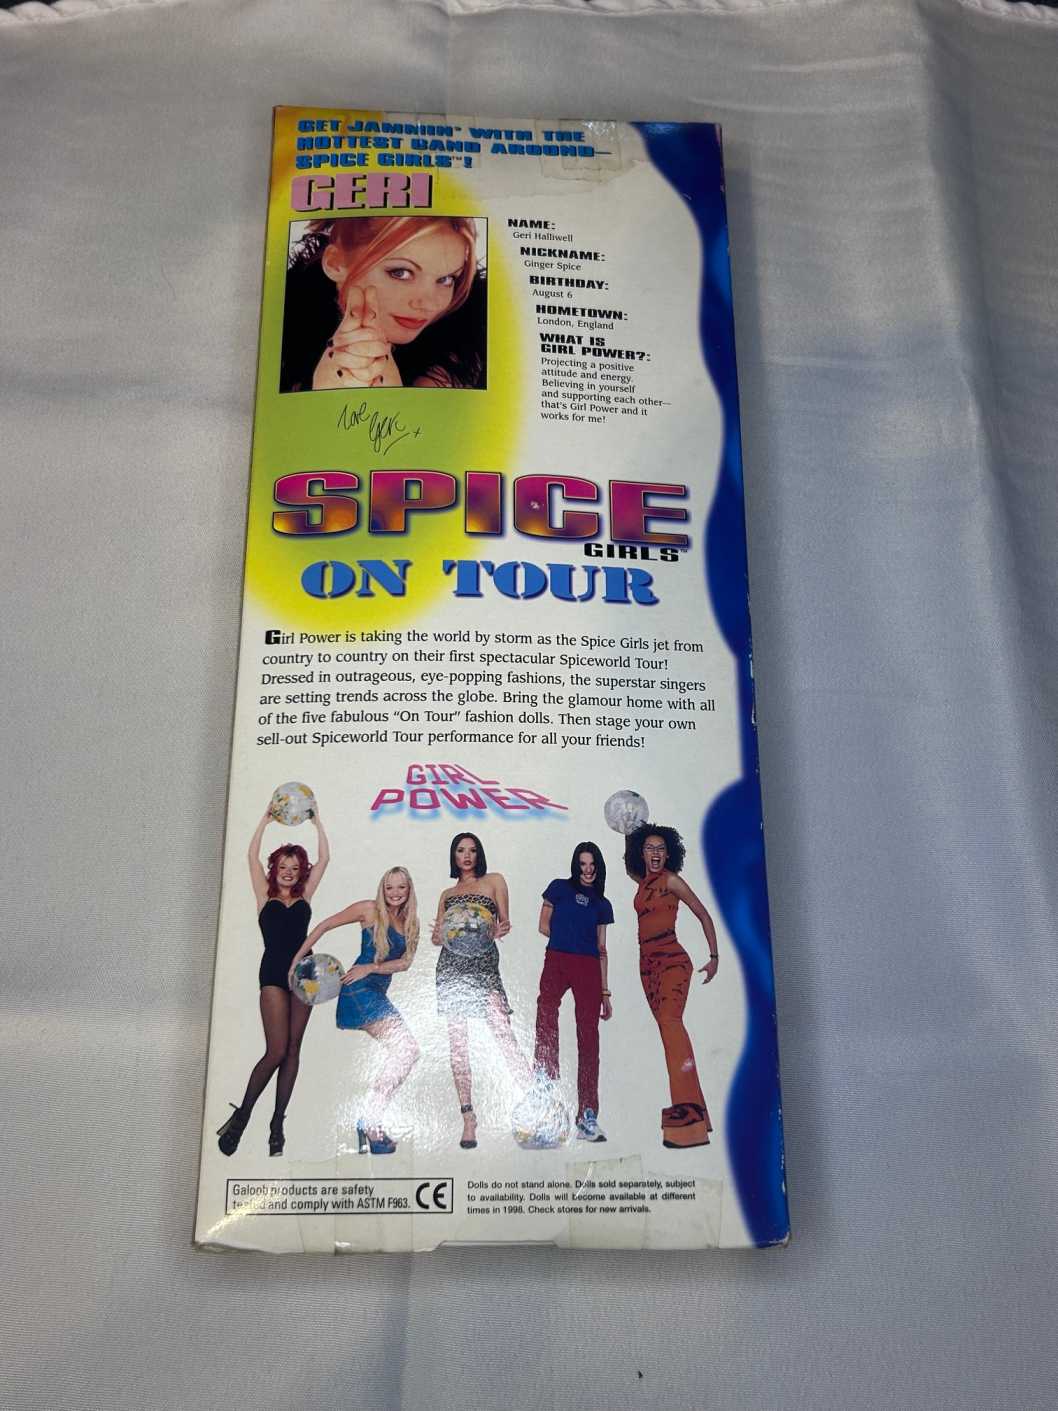 GET JAMMIN' WITH THE
HOTTEST BAND AROUND—
SPICE GIRLS™!
GERI
NAME:
Geri Halliwell
NICKNAME:
Ginger Spice
BIRTHDAY:
August 6
HOMETOWN:
London, England
WHAT IS
GIRL POWER?:
Projecting a positive
attitude and energy.
Believing in yourself
and supporting each other—
that's Girl Power and it
works for me!
Love
Geri
x
SPICE
GIRLS™
ON TOUR
Girl Power is taking the world by storm as the Spice Girls jet from
country to country on their first spectacular Spiceworld Tour!
Dressed in outrageous, eye-popping fashions, the superstar singers
are setting trends across the globe. Bring the glamour home with all
of the five fabulous “On Tour” fashion dolls. Then stage your own
sell-out Spiceworld Tour performance for all your friends!
GIRL
POWER
Galoob products are safety
tested and comply with ASTM F963. CE
Dolls do not stand alone. Dolls sold separately, subject
to availability. Dolls will become available at different
times in 1998. Check stores for new arrivals.